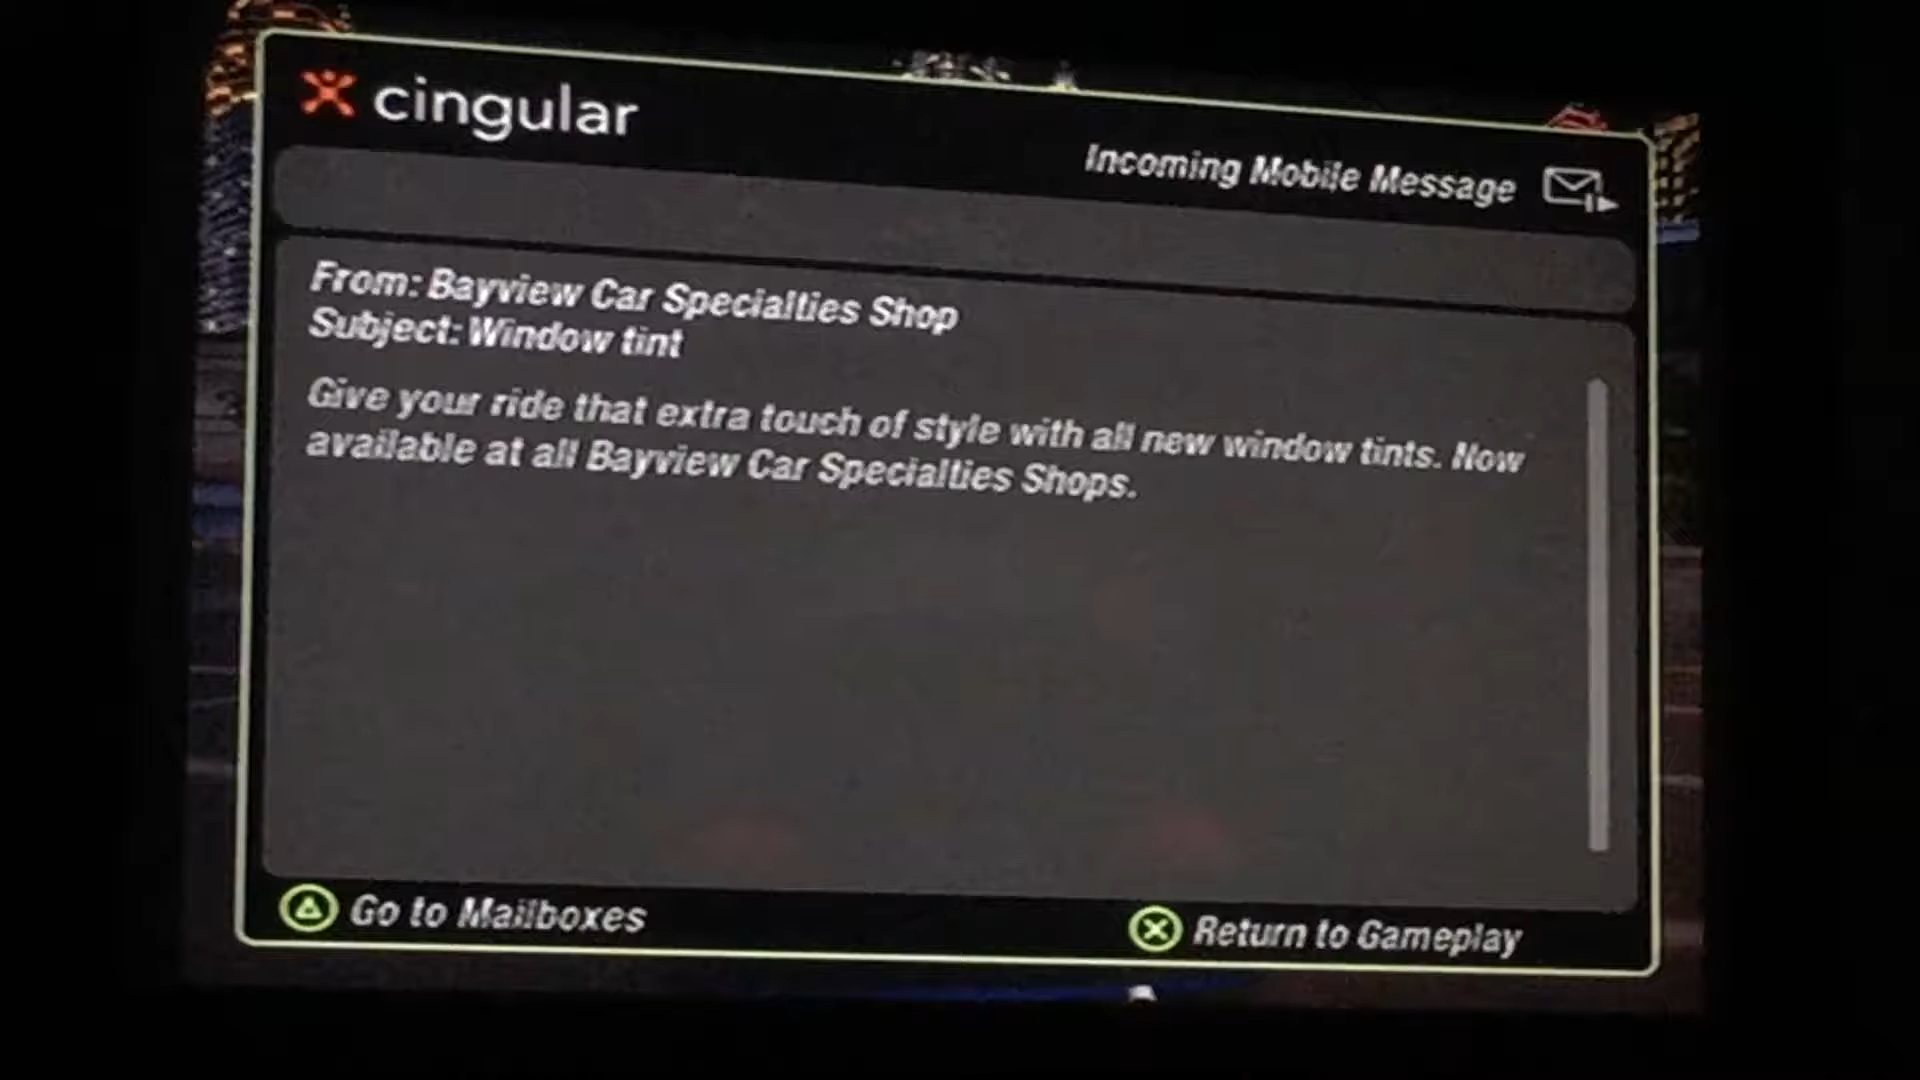 cingular
Incoming Mobile Message
From: Bayview Car Specialties Shop
Subject: Window tint
Give your ride that extra touch of style with all new window tints. Now
available at all Bayview Car Specialties Shops.
Go to Mailboxes
Return to Gameplay